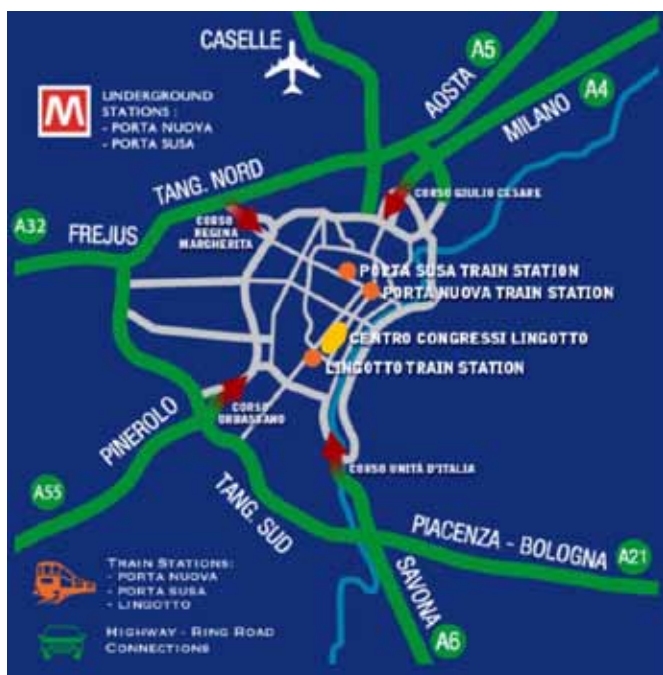 CASELLE
A5
AOSTA
A4
MILANO
M
UNDERGROUND
STATIONS :
- PORTA NUOVA
- PORTA SUSA
TANG. NORD
CORSO GIULIO CESARE
A32
FREJUS
CORSO
REGINA
MARGHERITA
PORTA SUSA TRAIN STATION
PORTA NUOVA TRAIN STATION
CENTRO CONGRESSI LINGOTTO
LINGOTTO TRAIN STATION
PINEROLO
CORSO
ORBASSANO
CORSO UNITÀ D'ITALIA
A55
TANG. SUD
PIACENZA - BOLOGNA
A21
SAVONA
A6
TRAIN STATIONS:
- PORTA NUOVA
- PORTA SUSA
- LINGOTTO
HIGHWAY - RING ROAD
CONNECTIONS